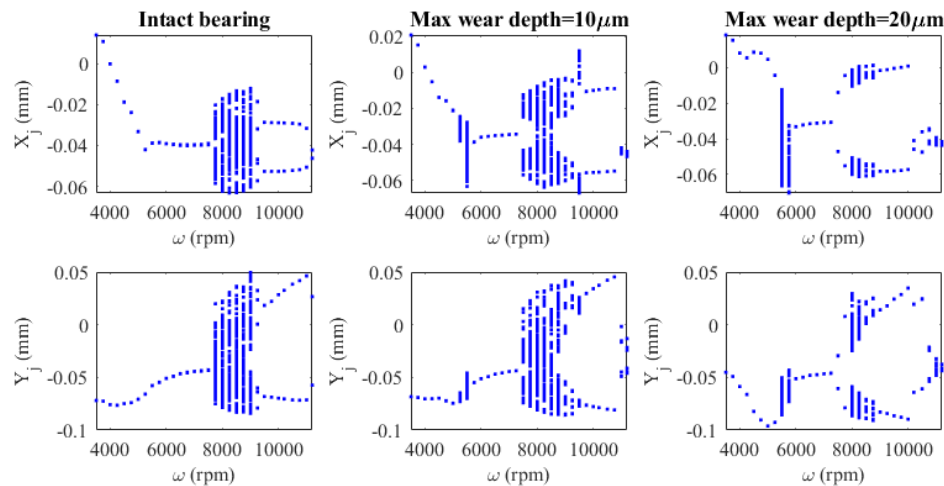 Intact bearing
Max wear depth=10μm
Max wear depth=20μm
X_j (mm)
0
-0.02
-0.04
-0.06
4000 6000 8000 10000
ω (rpm)
X_j (mm)
0.02
0
-0.02
-0.04
-0.06
4000 6000 8000 10000
ω (rpm)
X_j (mm)
0
-0.02
-0.04
-0.06
4000 6000 8000 10000
ω (rpm)
Y_j (mm)
0.05
0
-0.05
-0.1
4000 6000 8000 10000
ω (rpm)
Y_j (mm)
0.05
0
-0.05
-0.1
4000 6000 8000 10000
ω (rpm)
Y_j (mm)
0.05
0
-0.05
-0.1
4000 6000 8000 10000
ω (rpm)